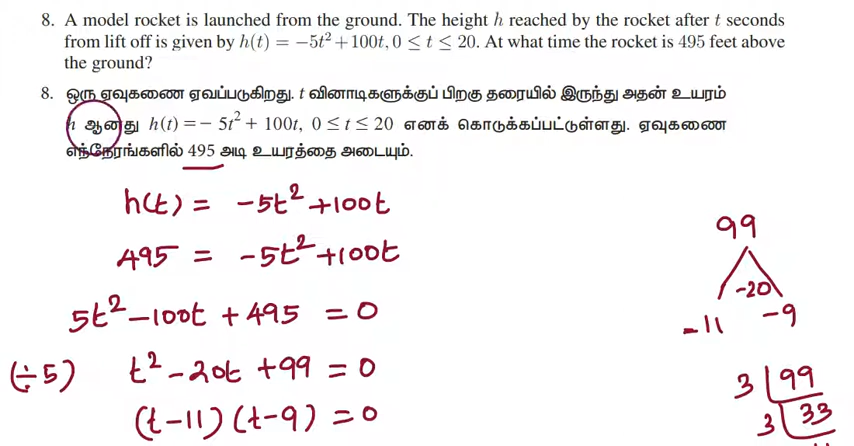 8. A model rocket is launched from the ground. The height h reached by the rocket after t seconds
from lift off is given by h(t) = −5t² + 100t, 0 ≤ t ≤ 20. At what time the rocket is 495 feet above
the ground?
8. ஒரு ஏவுகணை ஏவப்படுகிறது. t வினாடிகளுக்குப் பிறகு தரையில் இருந்து அதன் உயரம்
h ஆனது h(t) = − 5t² + 100t, 0 ≤ t ≤ 20 எனக் கொடுக்கப்பட்டுள்ளது. ஏவுகணை
எந்நேரங்களில் 495 அடி உயரத்தை அடையும்.
h(t) = −5t² + 100t
495 = −5t² + 100t
5t² − 100t + 495 = 0
(÷5) t² − 20t + 99 = 0
(t−11) (t−9) = 0
99
−20
−11 −9
3 | 99
3 | 33